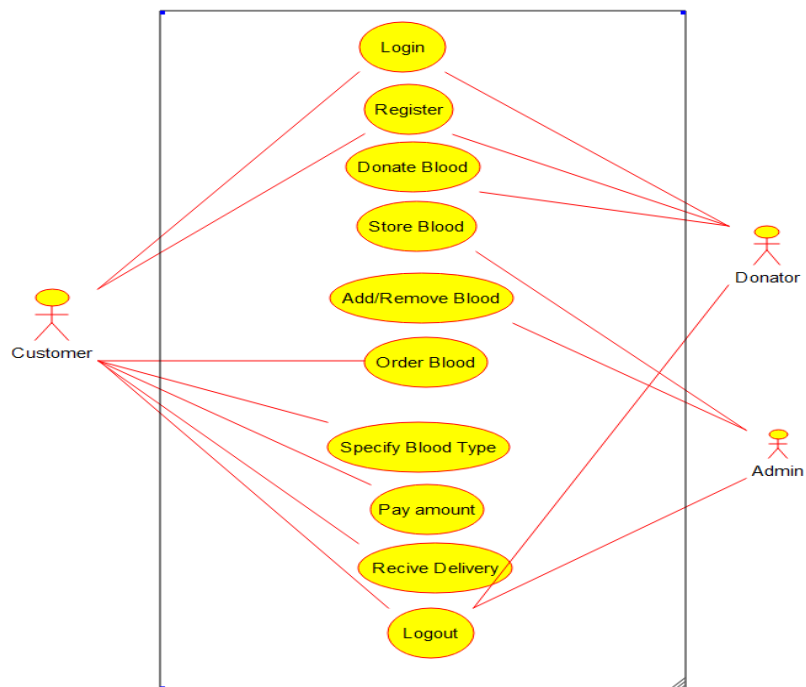 Login
Register
Donate Blood
Store Blood
Donator
Add/Remove Blood
Customer
Order Blood
Specify Blood Type
Admin
Pay amount
Recive Delivery
Logout